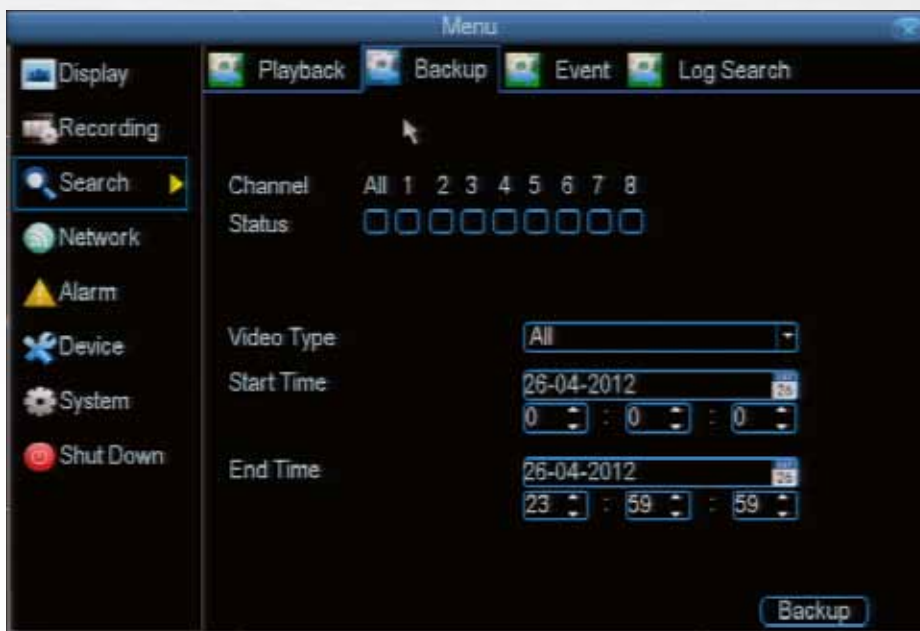 Menu
Display
Recording
Search
Network
Alarm
Device
System
Shut Down
Playback Backup Event Log Search
Channel All 1 2 3 4 5 6 7 8
Status
Video Type All
Start Time 26-04-2012
0 : 0 : 0
End Time 26-04-2012
23 : 59 : 59
Backup